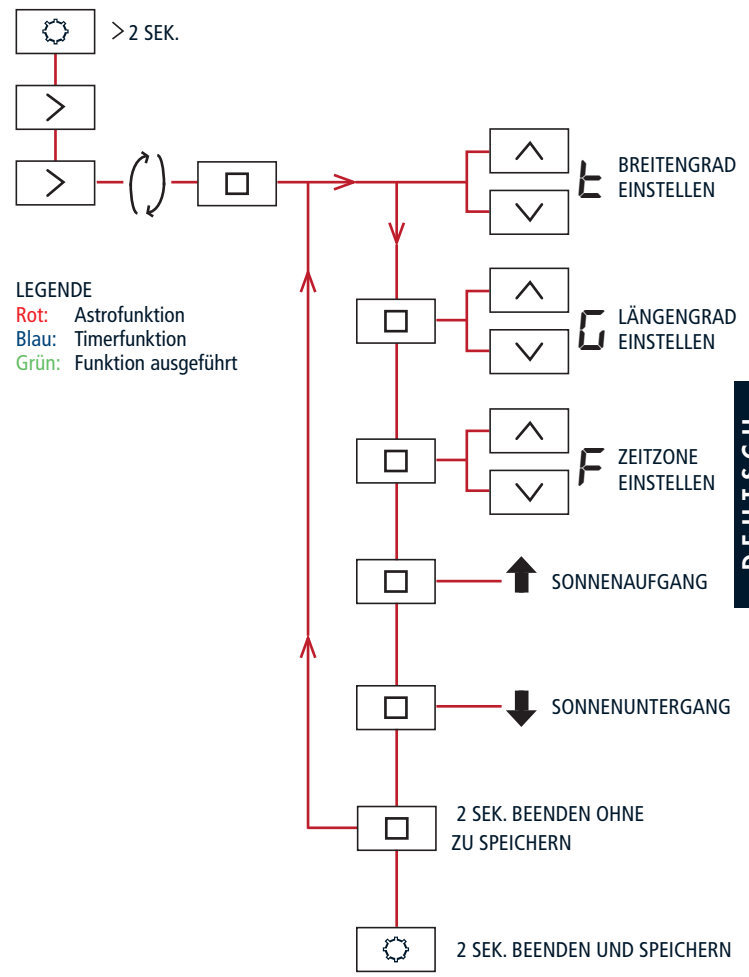 > 2 SEK.
BREITENGRAD
EINSTELLEN
t
LEGENDE
Rot: Astrofunktion
Blau: Timerfunktion
Grün: Funktion ausgeführt
LÄNGENGRAD
EINSTELLEN
G
ZEITZONE
EINSTELLEN
F
DEUTSCH
SONNENAUFGANG
SONNENUNTERGANG
2 SEK. BEENDEN OHNE
ZU SPEICHERN
2 SEK. BEENDEN UND SPEICHERN